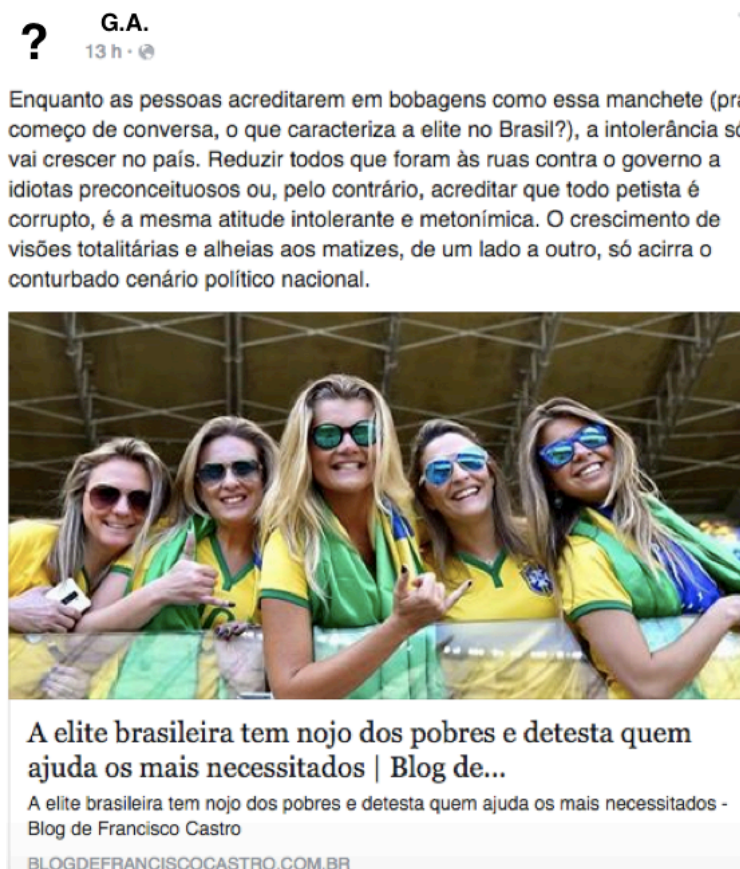 ?
G.A.
13 h ·
Enquanto as pessoas acreditarem em bobagens como essa manchete (pra
começo de conversa, o que caracteriza a elite no Brasil?), a intolerância só
vai crescer no país. Reduzir todos que foram às ruas contra o governo a
idiotas preconceituosos ou, pelo contrário, acreditar que todo petista é
corrupto, é a mesma atitude intolerante e metonímica. O crescimento de
visões totalitárias e alheias aos matizes, de um lado a outro, só acirra o
conturbado cenário político nacional.
A elite brasileira tem nojo dos pobres e detesta quem
ajuda os mais necessitados | Blog de...
A elite brasileira tem nojo dos pobres e detesta quem ajuda os mais necessitados -
Blog de Francisco Castro
BLOGDEFRANCISCOCASTRO.COM.BR